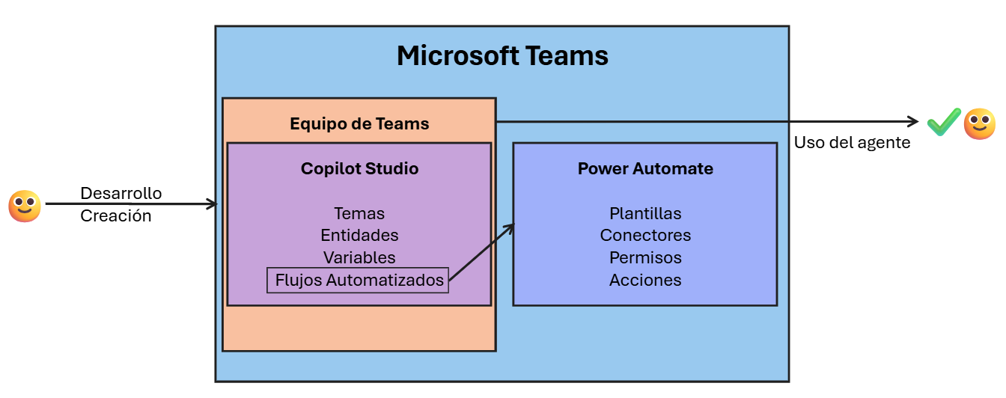 Microsoft Teams
Equipo de Teams
Copilot Studio
Temas
Entidades
Variables
Flujos Automatizados
Power Automate
Plantillas
Conectores
Permisos
Acciones
Desarrollo
Creación
Uso del agente